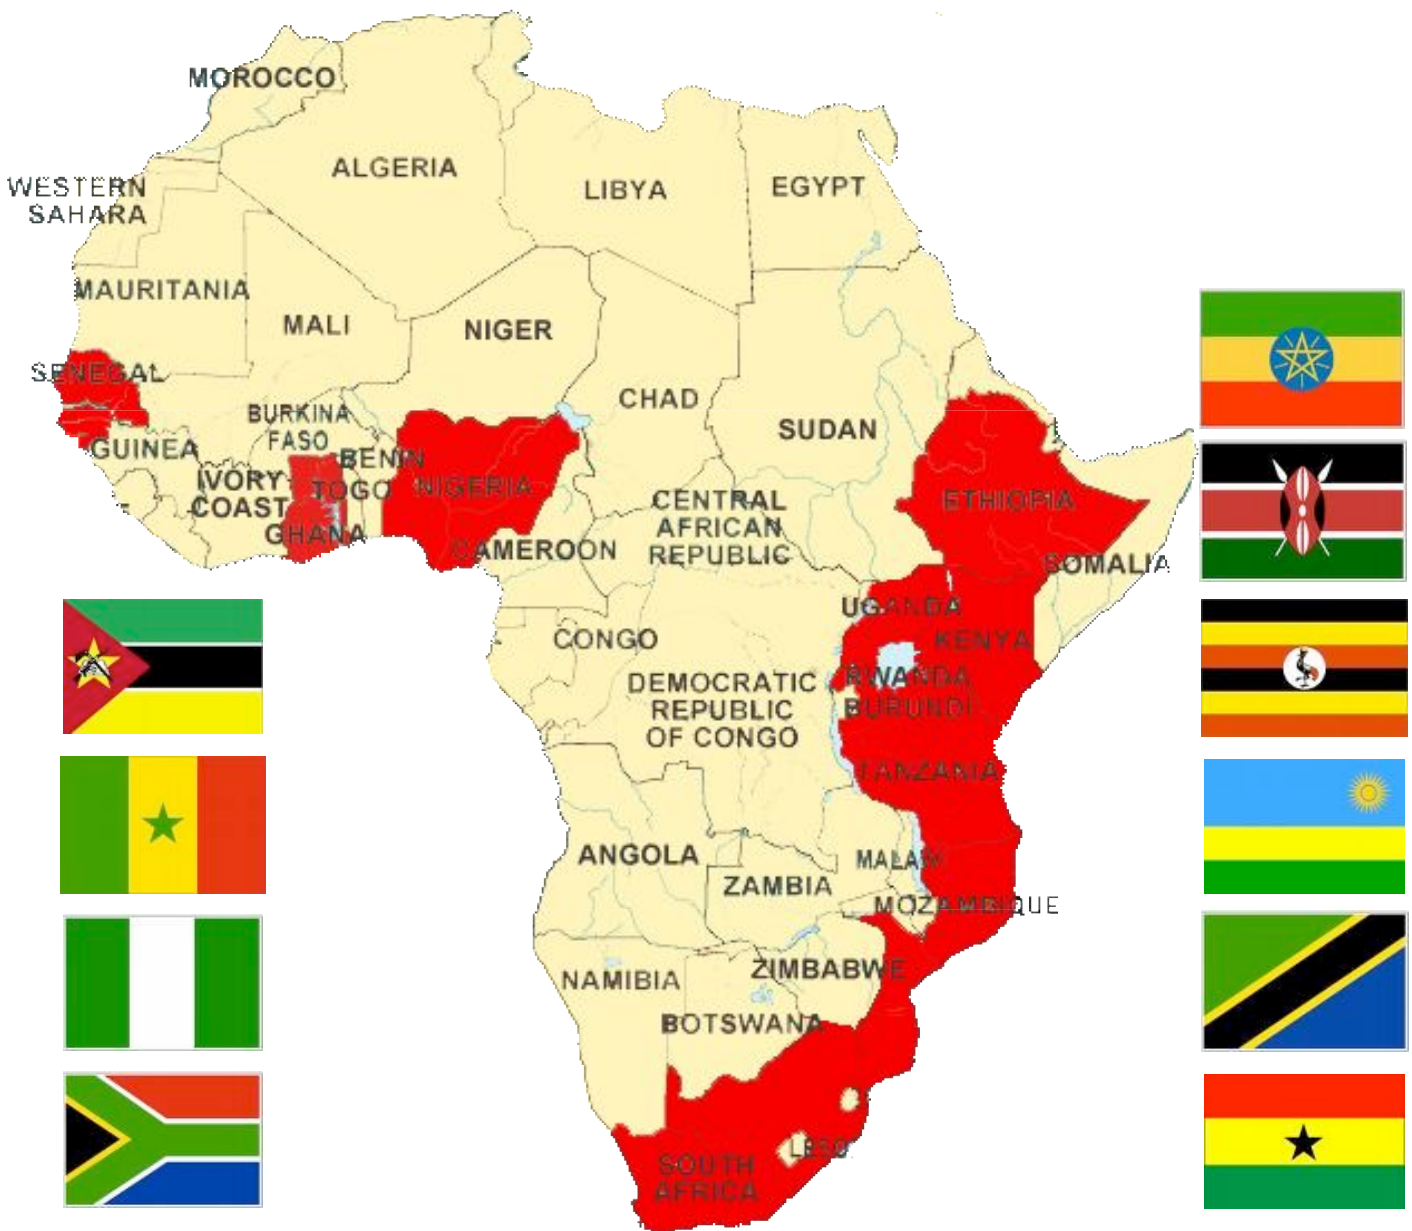 MOROCCO
ALGERIA
LIBYA
EGYPT
WESTERN
SAHARA
MAURITANIA
MALI
NIGER
CHAD
SUDAN
SENEGAL
BURKINA
FASO
GUINEA
BENIN
IVORY
COAST
TOGO
NIGERIA
GHANA
CAMEROON
CENTRAL
AFRICAN
REPUBLIC
ETHIOPIA
SOMALIA
UGANDA
KENYA
CONGO
RWANDA
BURUNDI
DEMOCRATIC
REPUBLIC
OF CONGO
TANZANIA
ANGOLA
ZAMBIA
MALAW
MOZAMBIQUE
NAMIBIA
ZIMBABWE
BOTSWANA
LESO
SOUTH
AFRICA